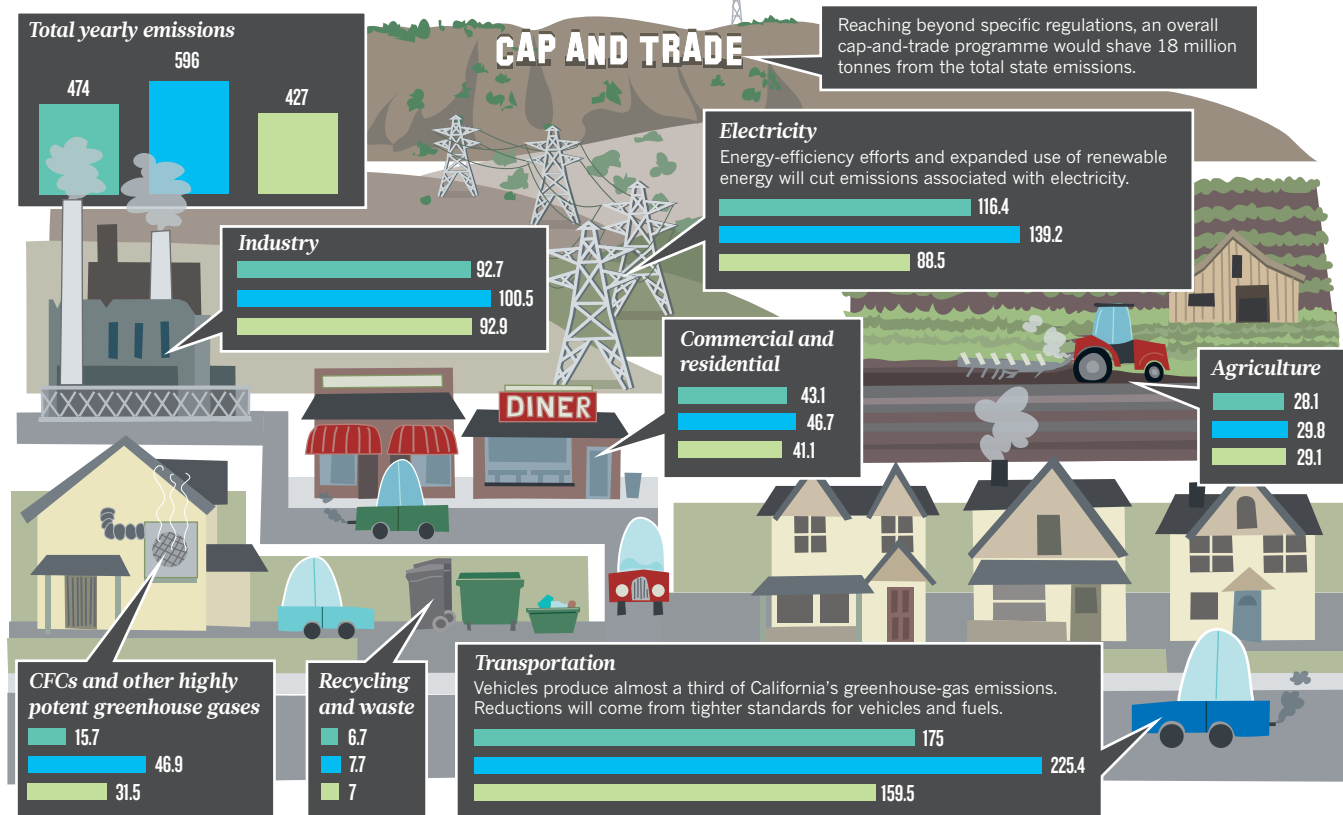 Total yearly emissions
474
596
427
CAP AND TRADE
Reaching beyond specific regulations, an overall
cap-and-trade programme would shave 18 million
tonnes from the total state emissions.
Electricity
Energy-efficiency efforts and expanded use of renewable
energy will cut emissions associated with electricity.
116.4
139.2
88.5
Industry
92.7
100.5
92.9
Commercial and
residential
43.1
46.7
41.1
Agriculture
28.1
29.8
29.1
DINER
CFCs and other highly
potent greenhouse gases
15.7
46.9
31.5
Recycling
and waste
6.7
7.7
7
Transportation
Vehicles produce almost a third of California's greenhouse-gas emissions.
Reductions will come from tighter standards for vehicles and fuels.
175
225.4
159.5